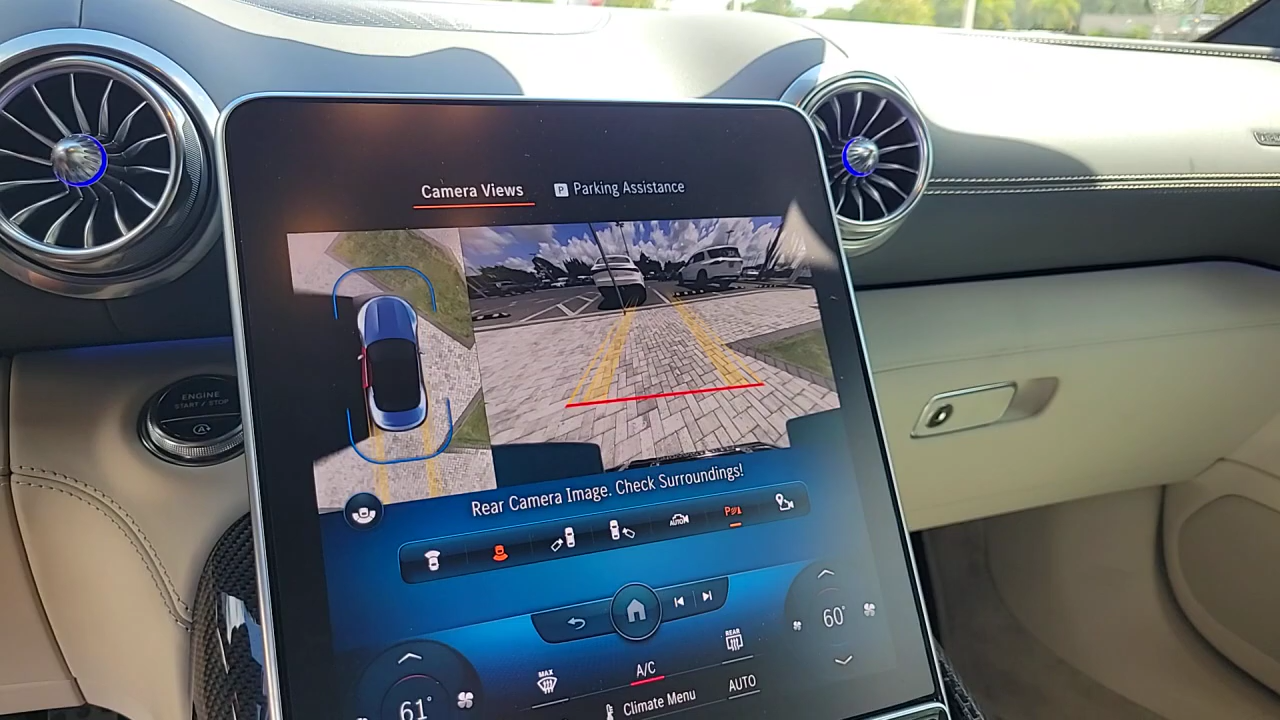 Camera Views
P Parking Assistance
ENGINE
START / STOP
A
Rear Camera Image. Check Surroundings!
AUTO
P
60°
REAR
MAX
A/C
AUTO
61°
Climate Menu